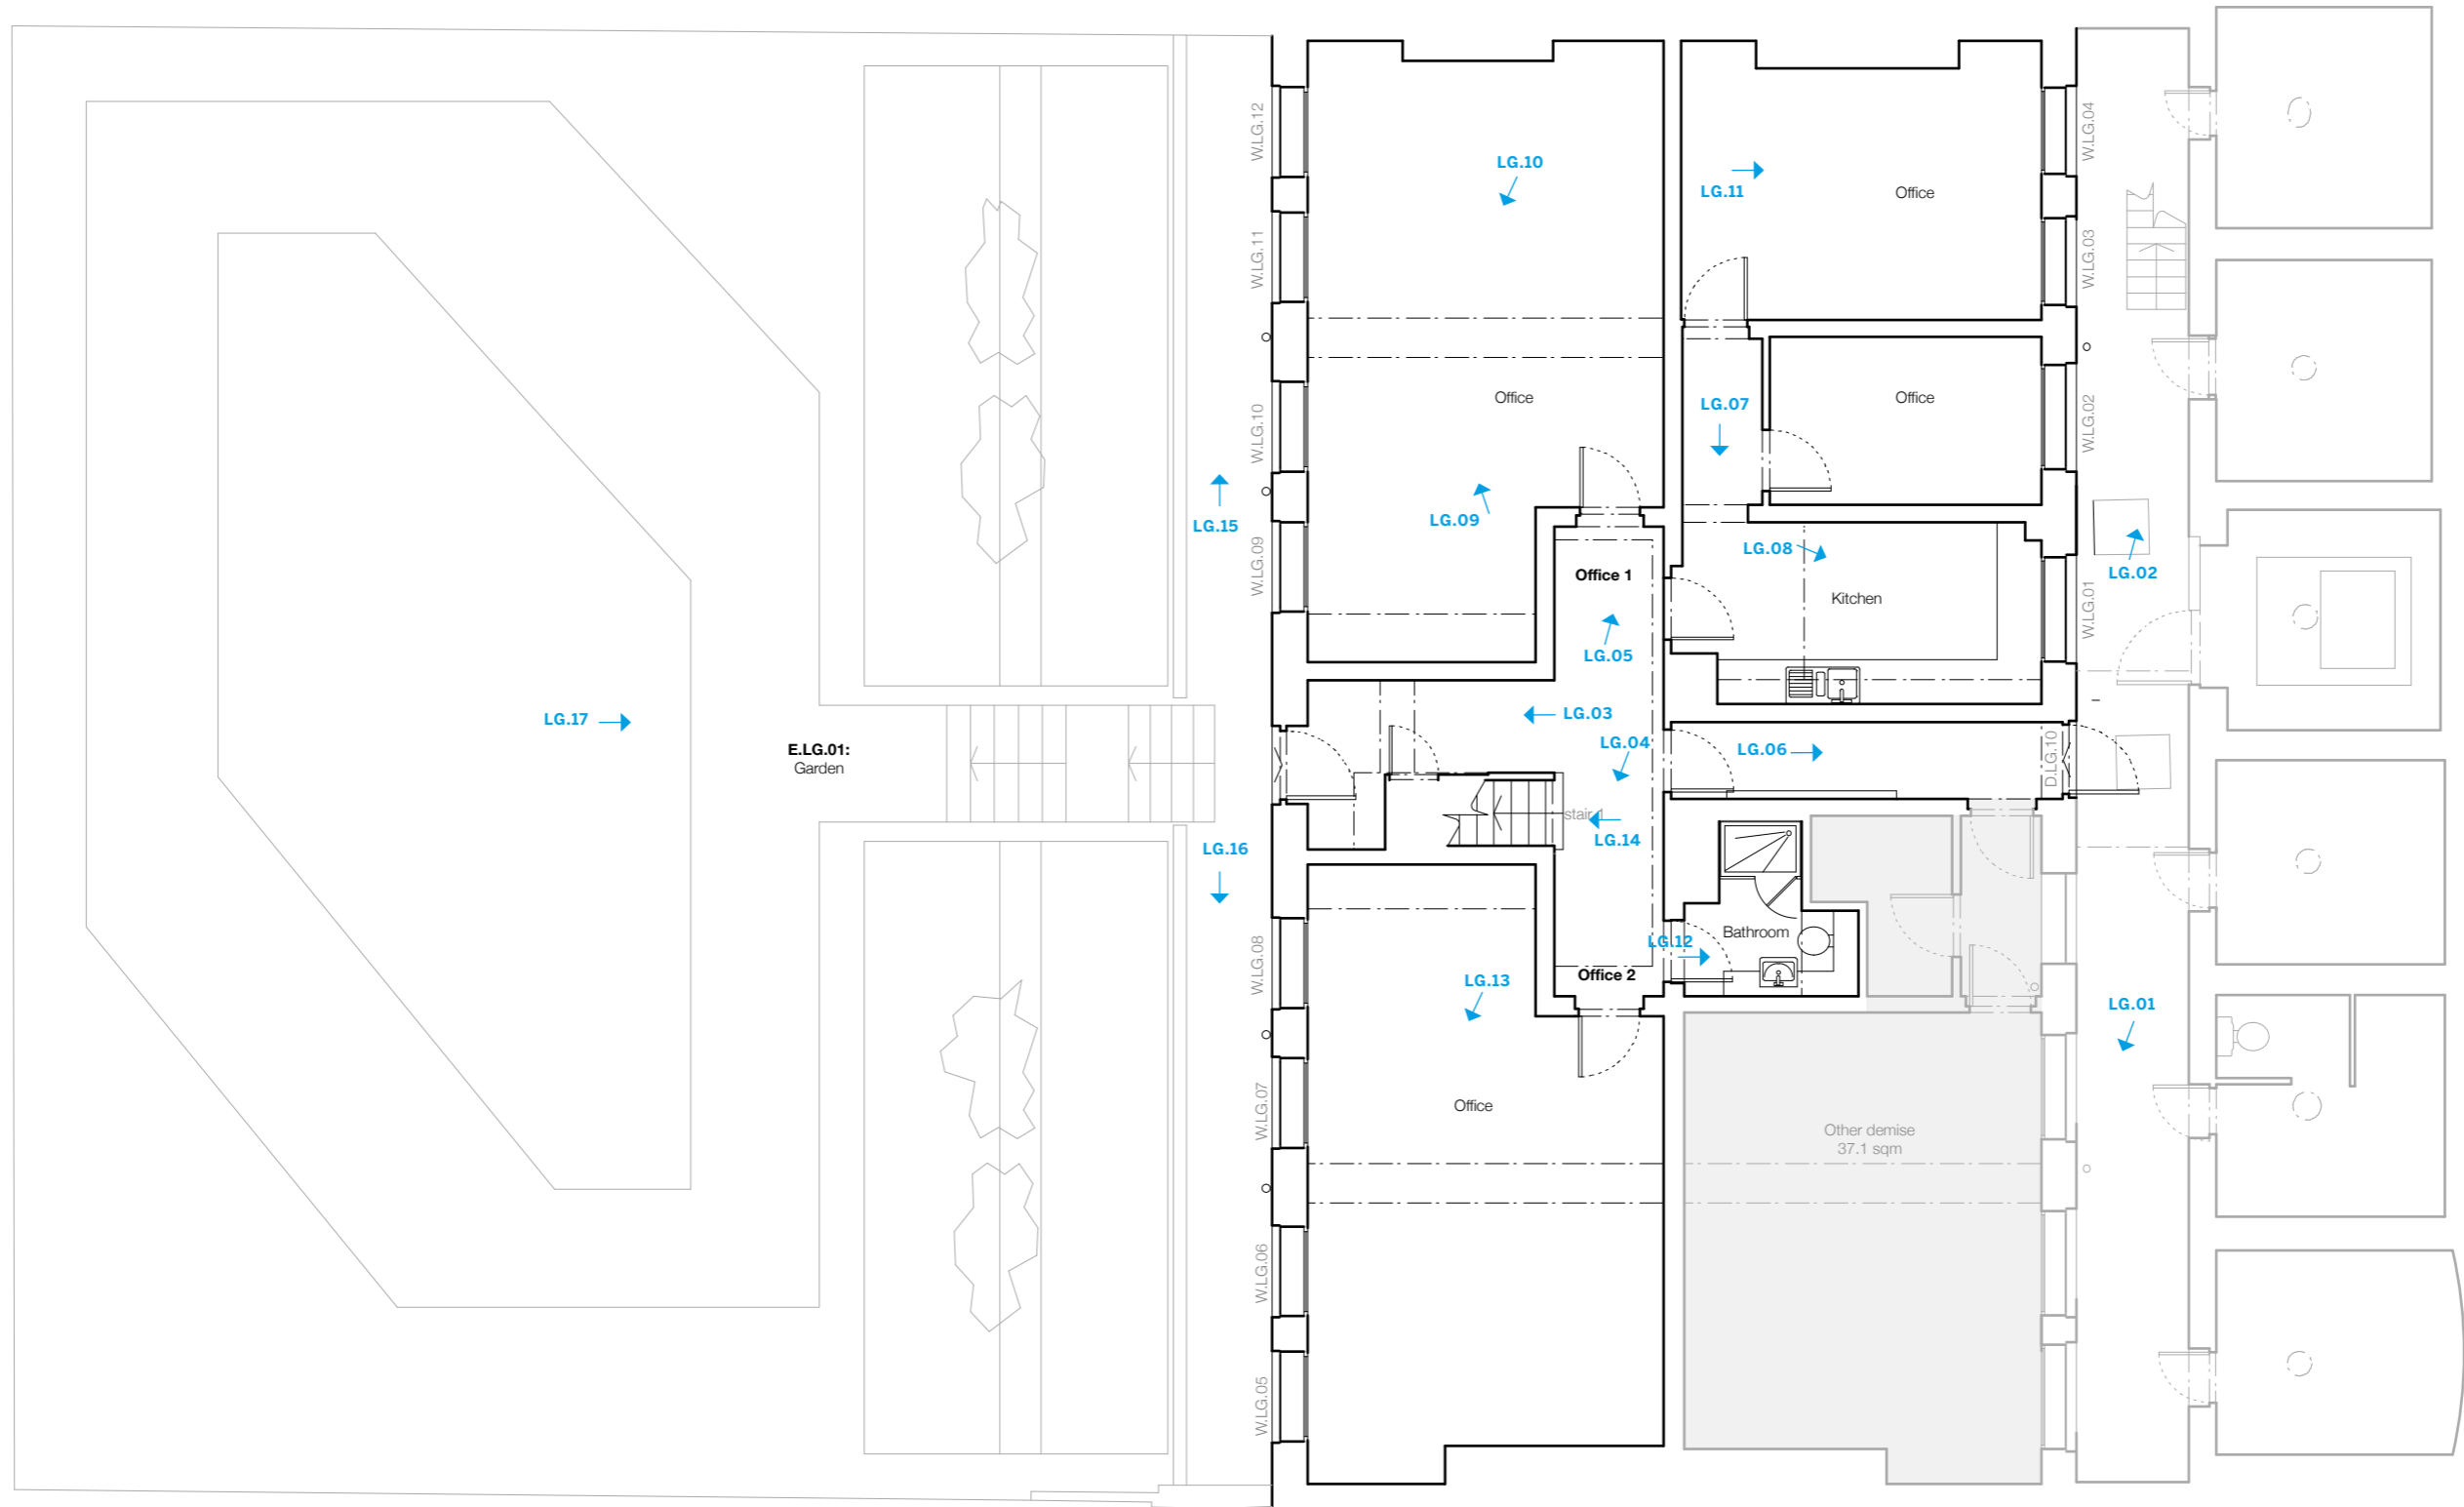 W.LG.12
W.LG.11
W.LG.10
W.LG.09
W.LG.08
W.LG.07
W.LG.06
W.LG.05
W.LG.04
W.LG.03
W.LG.02
W.LG.01
D.LG.10
LG.10
LG.11
Office
Office
Office
LG.07
LG.09
LG.15
LG.08
Office 1
Kitchen
LG.02
LG.05
LG.17
LG.03
E.LG.01:
Garden
LG.04
LG.06
stair 1
LG.14
LG.16
LG.12
Bathroom
Office 2
LG.13
LG.01
Office
Other demise
37.1 sqm